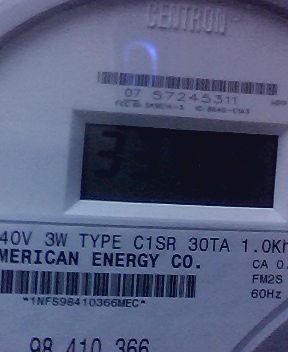 CENTRON
07 57245311
40V 3W TYPE C1SR 30TA 1.0Kh
MERICAN ENERGY CO.
CA 0.
FM2S
60Hz
*1NFS98410366MEC*
98 410 366